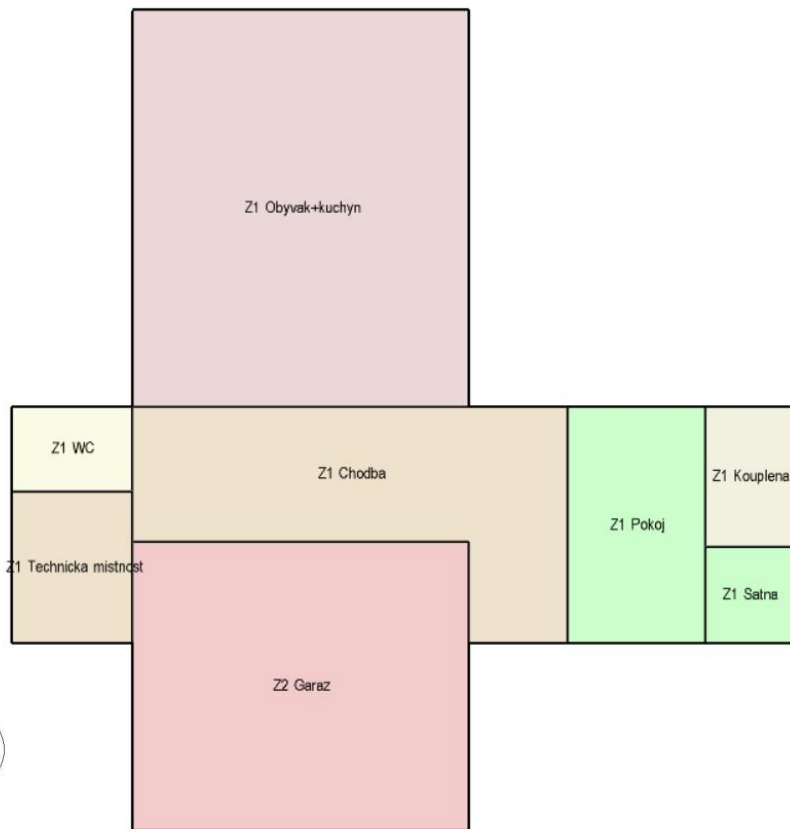 Z1 Obyvak+kuchyn
Z1 WC
Z1 Chodba
Z1 Kouplena
Z1 Pokoj
Z1 Technicka mistnost
Z1 Satna
Z2 Garaz